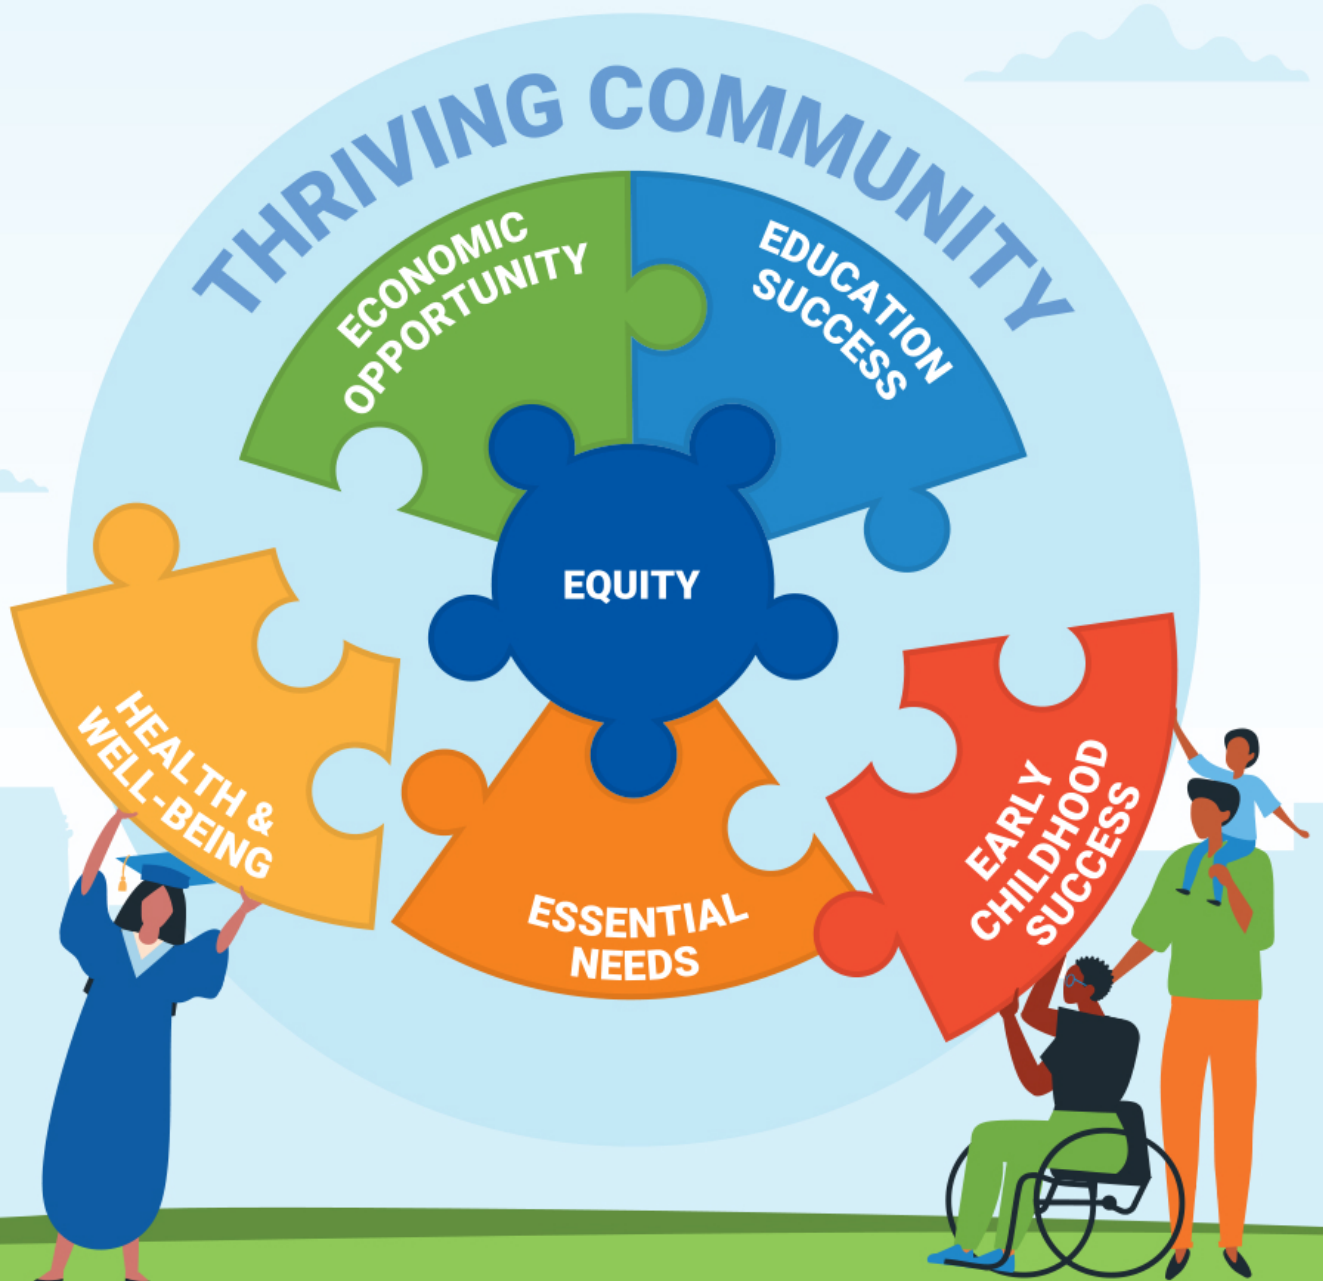 THRIVING COMMUNITY
ECONOMIC
OPPORTUNITY
EDUCATION
SUCCESS
EQUITY
HEALTH &
WELL-BEING
ESSENTIAL
NEEDS
EARLY
CHILDHOOD
SUCCESS